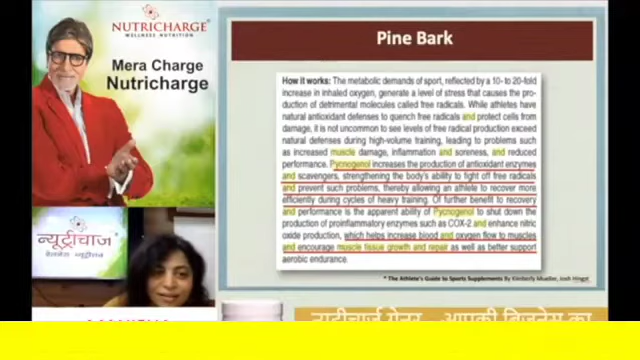 NUTRICHARGE
WELLNESS · NUTRITION
Mera Charge
Nutricharge
न्यूट्रीचार्ज
वेलनेस न्यूट्रीशन
Pine Bark
How it works: The metabolic demands of sport, reflected by a 10- to 20-fold
increase in inhaled oxygen, generate a level of stress that causes the pro-
duction of detrimental molecules called free radicals. While athletes have
natural antioxidant defenses to quench free radicals and protect cells from
damage, it is not uncommon to see levels of free radical production exceed
natural defenses during high-volume training, leading to problems such
as increased muscle damage, inflammation and soreness, and reduced
performance. Pycnogenol increases the production of antioxidant enzymes
and scavengers, strengthening the body's ability to fight off free radicals
and prevent such problems, thereby allowing an athlete to recover more
efficiently during cycles of heavy training. Of further benefit to recovery
and performance is the apparent ability of Pycnogenol to shut down the
production of proinflammatory enzymes such as COX-2 and enhance nitric
oxide production, which helps increase blood and oxygen flow to muscles
and encourage muscle tissue growth and repair as well as better support
aerobic endurance.
* The Athlete's Guide to Sports Supplements By Kimberly Mueller, Josh Hingst
न्यूट्रीचार्ज गेनर - आपकी बिज़नेस का